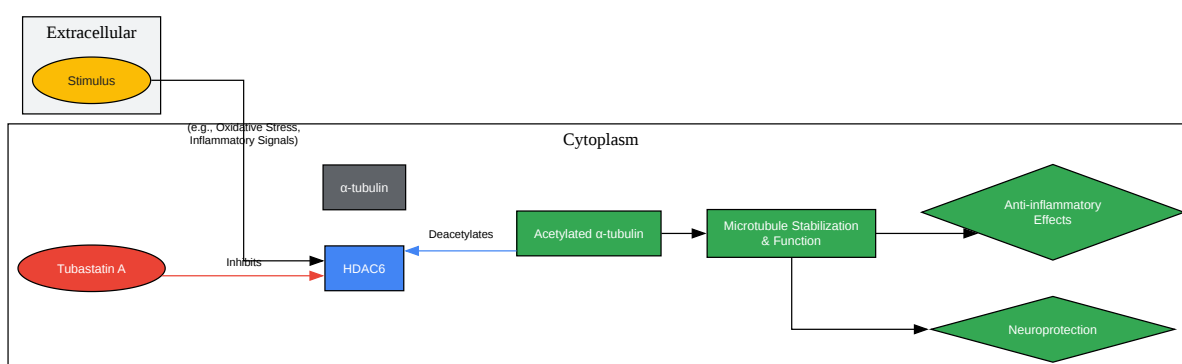 Extracellular
Stimulus
(e.g., Oxidative Stress,
Inflammatory Signals)
Cytoplasm
α-tubulin
Tubastatin A
Inhibits
HDAC6
Deacetylates
Acetylated α-tubulin
Microtubule Stabilization
& Function
Anti-inflammatory
Effects
Neuroprotection